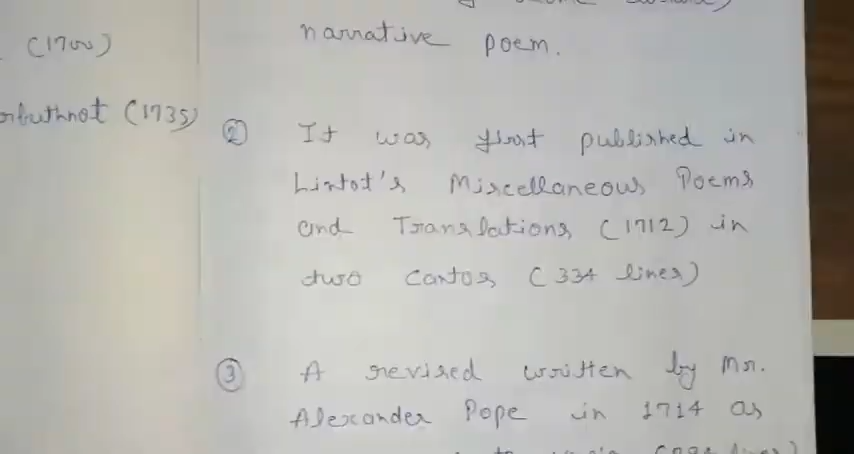 (1700)
narrative poem.
(1735)
② It was first published in
Lintot's Miscellaneous Poems
and Translations (1712) in
two Cantos (334 lines)
③ A revised written by Mr.
Alexander Pope in 1714 as